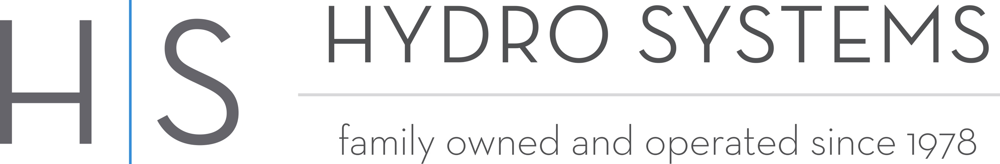 H|S
HYDRO SYSTEMS
family owned and operated since 1978